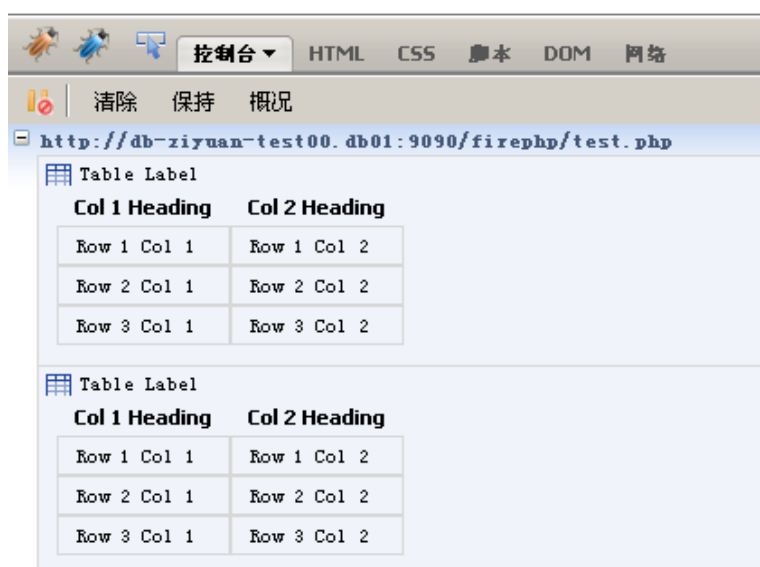 控制台 HTML CSS 脚本 DOM 网络
清除 保持 概况
http://db-ziyuan-test00.db01:9090/firephp/test.php
Table Label
Col 1 Heading Col 2 Heading
Row 1 Col 1 Row 1 Col 2
Row 2 Col 1 Row 2 Col 2
Row 3 Col 1 Row 3 Col 2
Table Label
Col 1 Heading Col 2 Heading
Row 1 Col 1 Row 1 Col 2
Row 2 Col 1 Row 2 Col 2
Row 3 Col 1 Row 3 Col 2